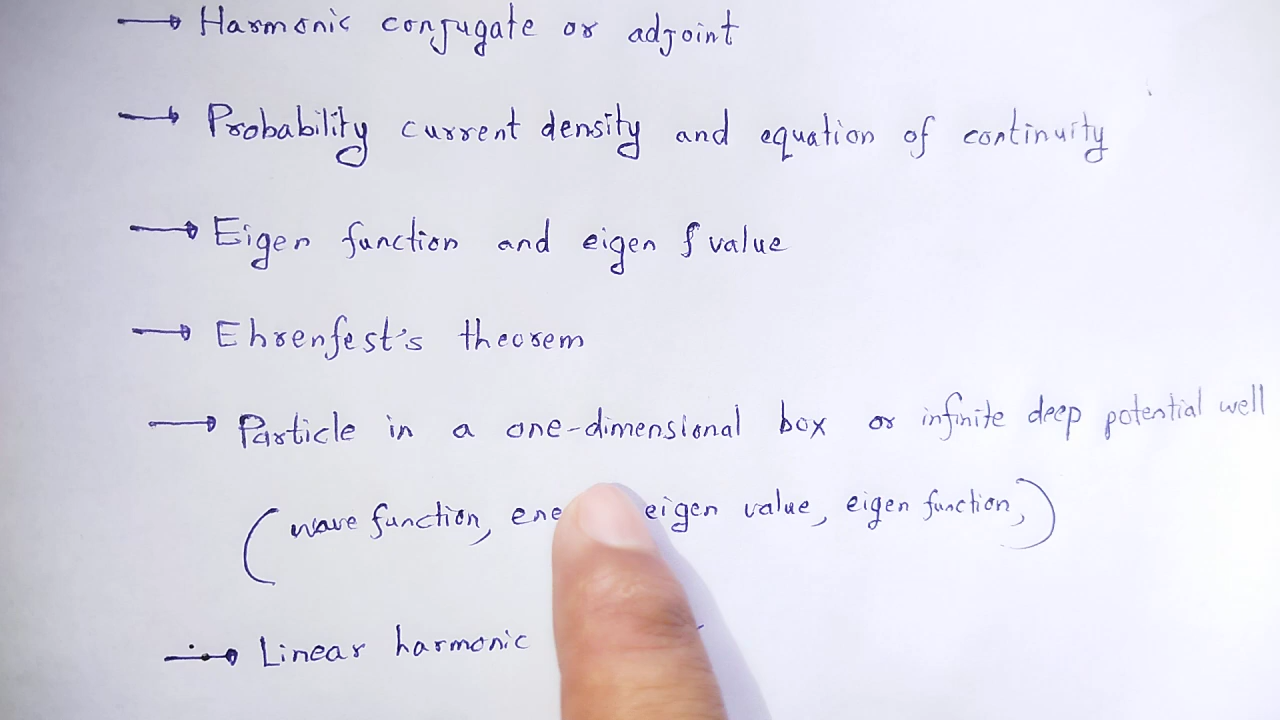 → Harmonic conjugate or adjoint
→ Probability current density and equation of continuity
→ Eigen function and eigen f value
→ Ehrenfest's theorem
→ Particle in a one-dimensional box or infinite deep potential well
(wave function, ene eigen value, eigen function,)
→ Linear harmonic